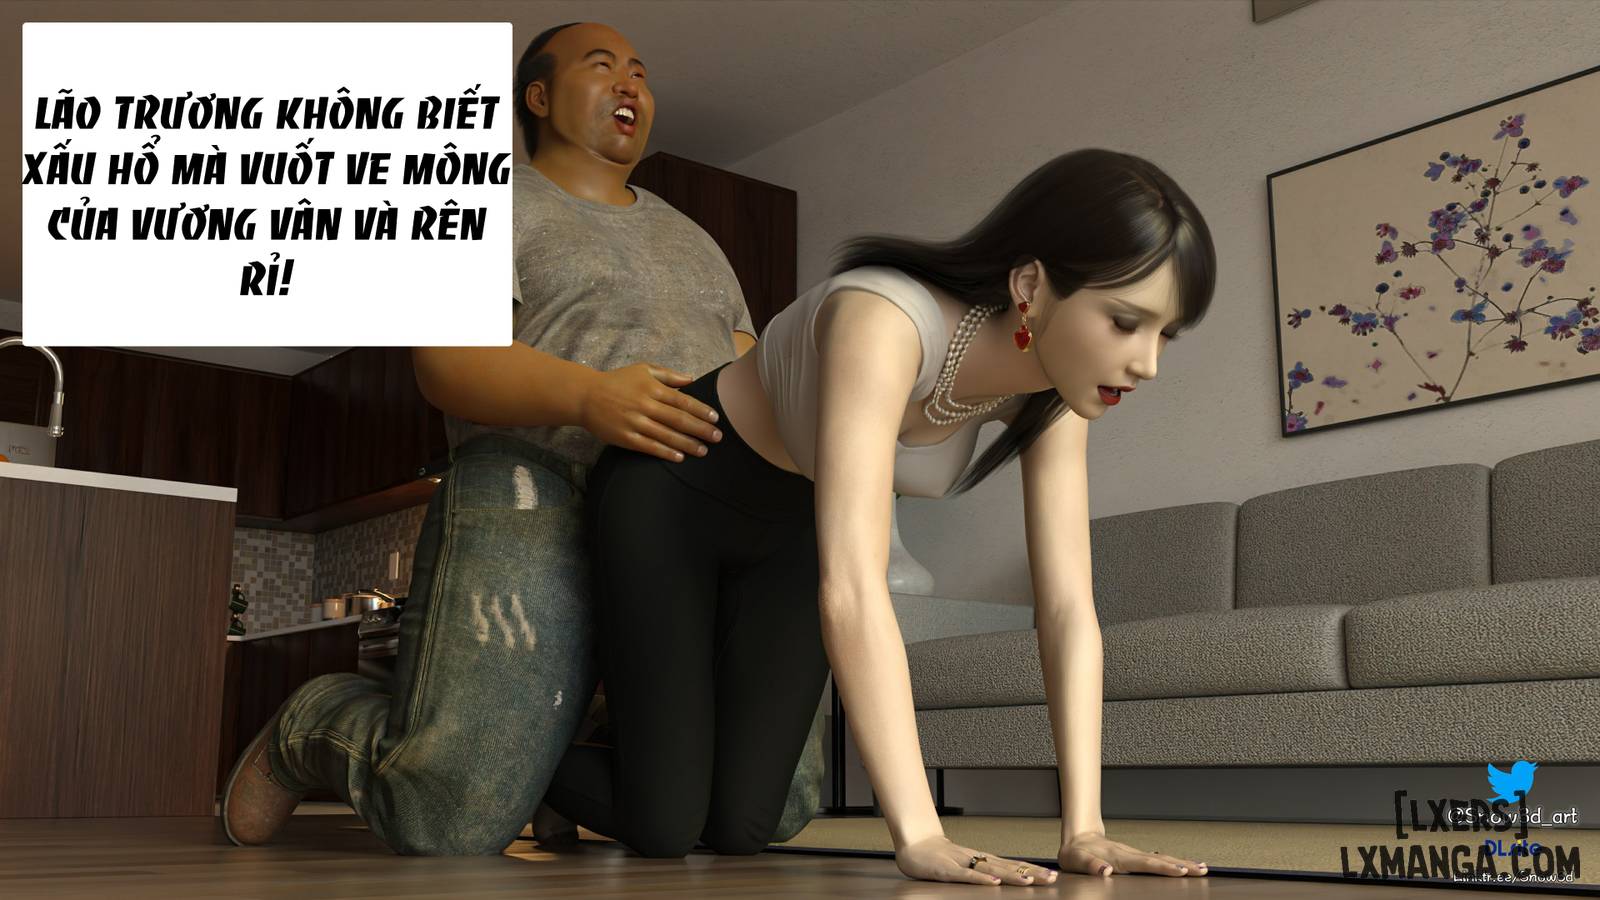 LÃO TRƯƠNG KHÔNG BIẾT
XẤU HỔ MÀ VUỐT VE MÔNG
CỦA VƯƠNG VÂN VÀ RÊN
RỈ!
@Snow3d_art
[LXERS]
LXMANGA.COM